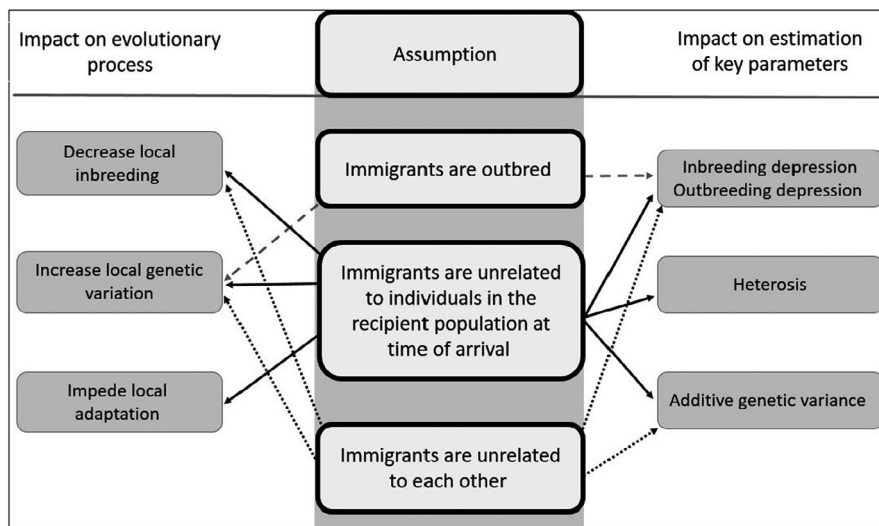 Impact on evolutionary
process
Assumption
Impact on estimation
of key parameters
Decrease local
inbreeding
Increase local genetic
variation
Impede local
adaptation
Immigrants are outbred
Immigrants are unrelated
to individuals in the
recipient population at
time of arrival
Immigrants are unrelated
to each other
Inbreeding depression
Outbreeding depression
Heterosis
Additive genetic variance